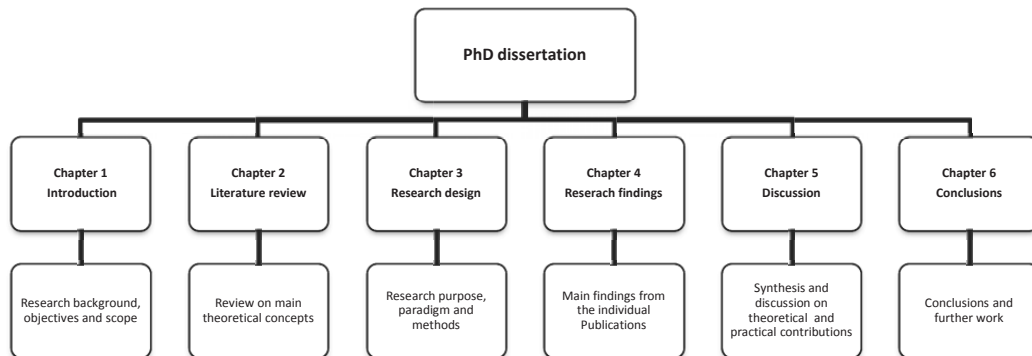 PhD dissertation
Chapter 1
Introduction
Chapter 2
Literature review
Chapter 3
Research design
Chapter 4
Reserach findings
Chapter 5
Discussion
Chapter 6
Conclusions
Research background,
objectives and scope
Review on main
theoretical concepts
Research purpose,
paradigm and
methods
Main findings from
the individual
Publications
Synthesis and
discussion on
theoretical and
practical contributions
Conclusions and
further work